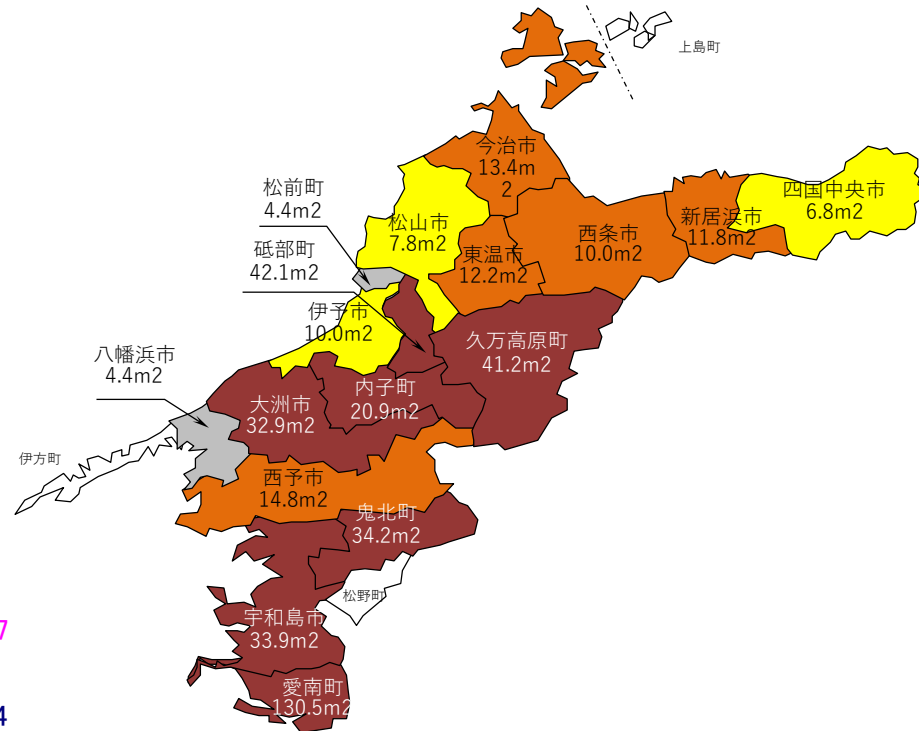 上島町
今治市
13.4m
2
松前町
4.4m2
四国中央市
6.8m2
松山市
7.8m2
新居浜市
11.8m2
西条市
10.0m2
砥部町
42.1m2
東温市
12.2m2
伊予市
10.0m2
久万高原町
41.2m2
八幡浜市
4.4m2
内子町
20.9m2
大洲市
32.9m2
伊方町
西予市
14.8m2
鬼北町
34.2m2
松野町
宇和島市
33.9m2
7
愛南町
130.5m2
4